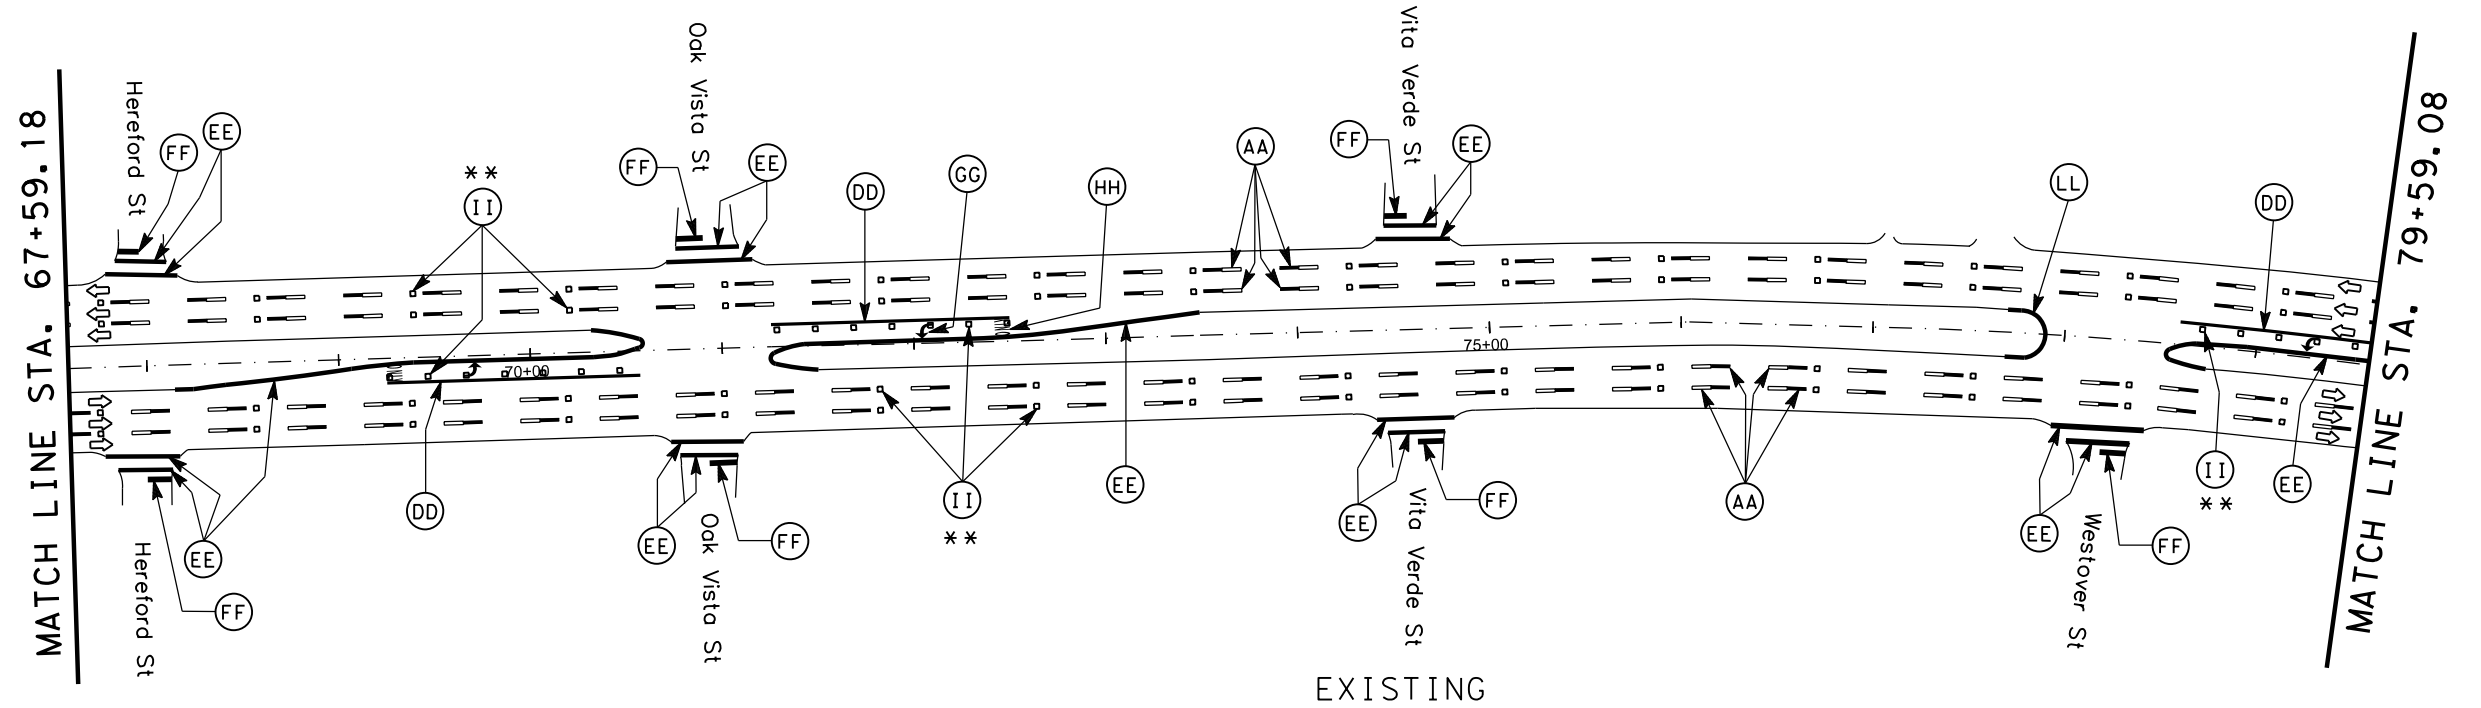 MATCH LINE STA. 67+59.18
Hereford St
FF
EE
**
II
Oak Vista St
FF
EE
DD
GG
HH
AA
Vita Verde St
FF
EE
LL
DD
MATCH LINE STA. 79+59.08
70+00
75+00
Hereford St
EE
FF
DD
EE
Oak Vista St
FF
II
**
EE
EE
Vita Verde St
FF
AA
EE
Westover St
FF
II
**
EE
EXISTING